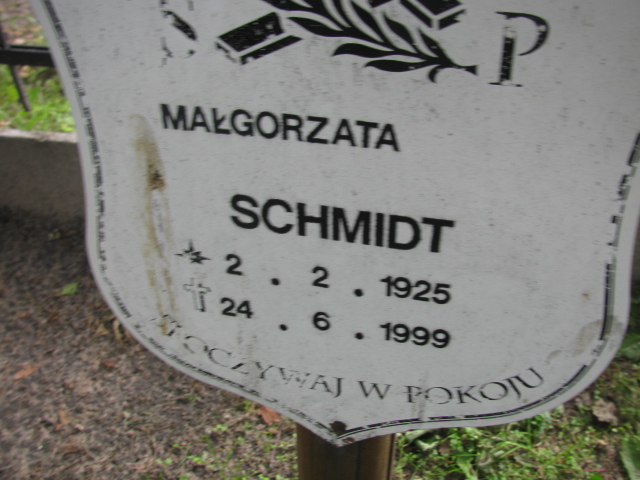 Ś P
MAŁGORZATA
SCHMIDT
2 . 2 . 1925
24 . 6 . 1999
SPOCZYWAJ W POKOJU